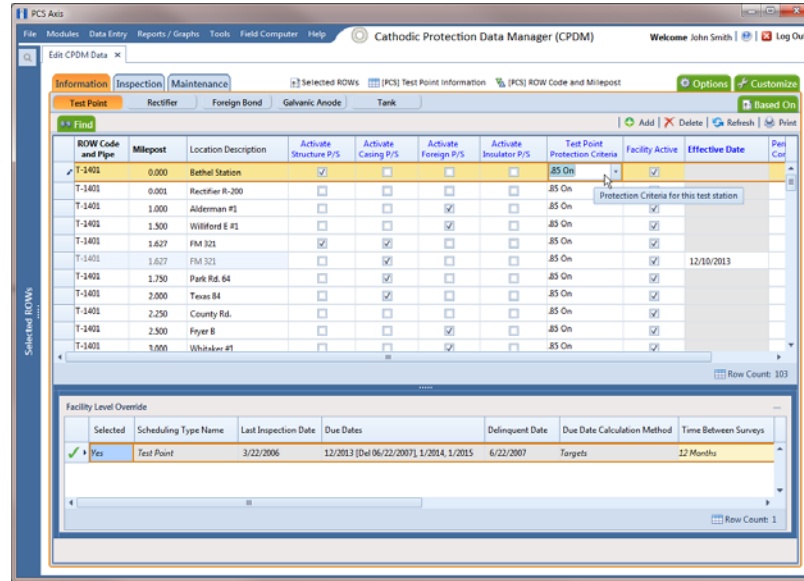 PCS Axis
File Modules Data Entry Reports / Graphs Tools Field Computer Help Cathodic Protection Data Manager (CPDM) Welcome John Smith | Log Ou
Edit CPDM Data ×
Information Inspection Maintenance Selected ROWs [PCS] Test Point Information [PCS] ROW Code and Milepost Options Customize
Test Point Rectifier Foreign Bond Galvanic Anode Tank Based On
Find Add | Delete | Refresh | Print
ROW Code and Pipe Milepost Location Description Activate Structure P/S Activate Casing P/S Activate Foreign P/S Activate Insulator P/S Test Point Protection Criteria Facility Active Effective Date Per Cor
T-1401 0.000 Bethel Station .85 On
T-1401 0.001 Rectifier R-200 .85 On
Protection Criteria for this test station
T-1401 1.000 Alderman #1 .85 On
T-1401 1.500 Williford E #1 .85 On
T-1401 1.627 FM 321 .85 On
T-1401 1.627 FM 321 .85 On 12/10/2013
T-1401 1.750 Park Rd. 64 .85 On
T-1401 2.000 Texas 84 .85 On
T-1401 2.250 County Rd. .85 On
T-1401 2.500 Fryer B .85 On
T-1401 3.000 Whitaker #1 .85 On
Row Count: 103
Selected ROWs
Facility Level Override
Selected Scheduling Type Name Last Inspection Date Due Dates Delinquent Date Due Date Calculation Method Time Between Surveys
Yes Test Point 3/22/2006 12/2013 [Del 06/22/2007], 1/2014, 1/2015 6/22/2007 Targets 12 Months
Row Count: 1